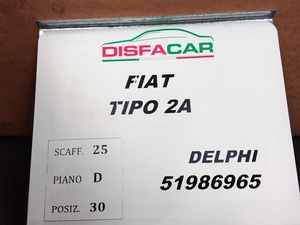 DISFACAR
FIAT
TIPO 2A
SCAFF. 25
PIANO D
POSIZ. 30
DELPHI
51986965